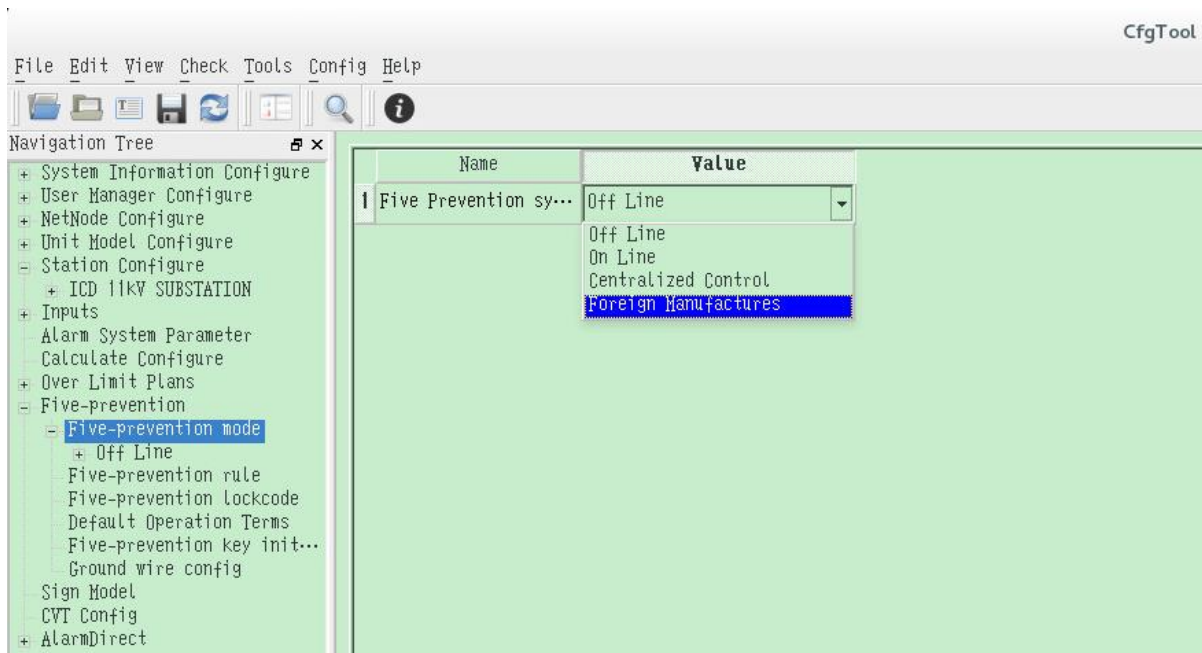 CfgTool
File Edit View Check Tools Config Help
Navigation Tree
System Information Configure
User Manager Configure
NetNode Configure
Unit Model Configure
Station Configure
ICD 11kV SUBSTATION
Inputs
Alarm System Parameter
Calculate Configure
Over Limit Plans
Five-prevention
Five-prevention mode
Off Line
Five-prevention rule
Five-prevention lockcode
Default Operation Terms
Five-prevention key init⋯
Ground wire config
Sign Model
CVT Config
AlarmDirect
Name Value
1 Five Prevention sy⋯ Off Line
Off Line
On Line
Centralized Control
Foreign Manufactures